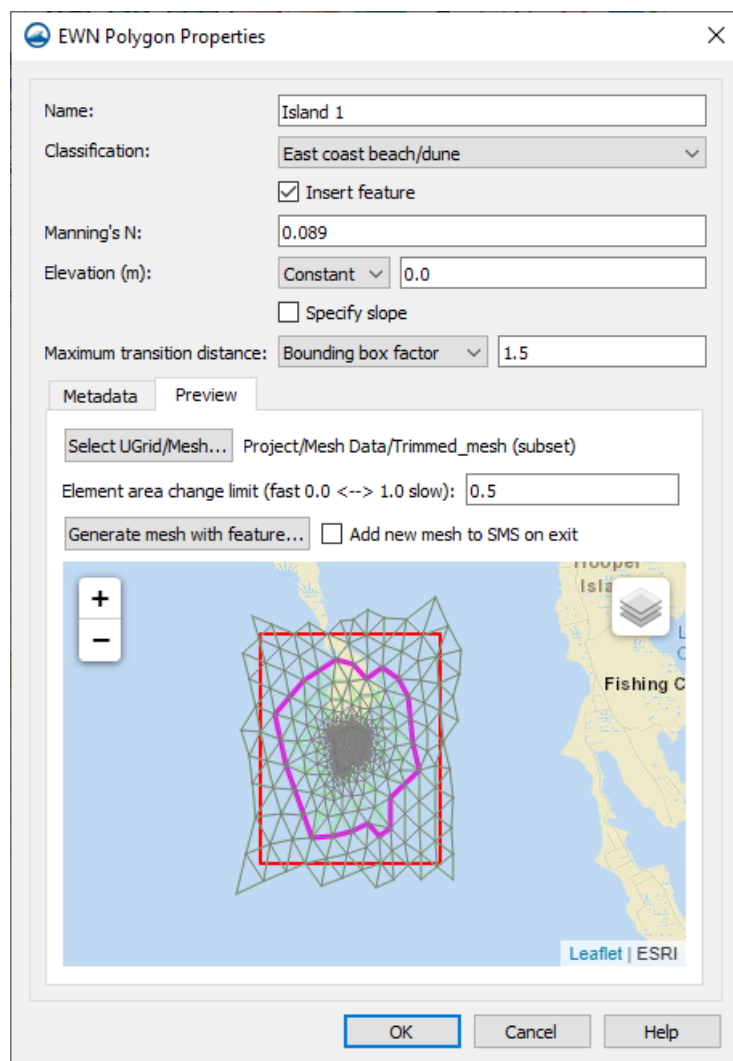 EWN Polygon Properties
Name: Island 1
Classification: East coast beach/dune
Insert feature
Manning's N: 0.089
Elevation (m): Constant 0.0
Specify slope
Maximum transition distance: Bounding box factor 1.5
Metadata Preview
Select UGrid/Mesh... Project/Mesh Data/Trimmed_mesh (subset)
Element area change limit (fast 0.0 <--> 1.0 slow): 0.5
Generate mesh with feature... Add new mesh to SMS on exit
+
−
Fishing C
Leaflet | ESRI
OK Cancel Help